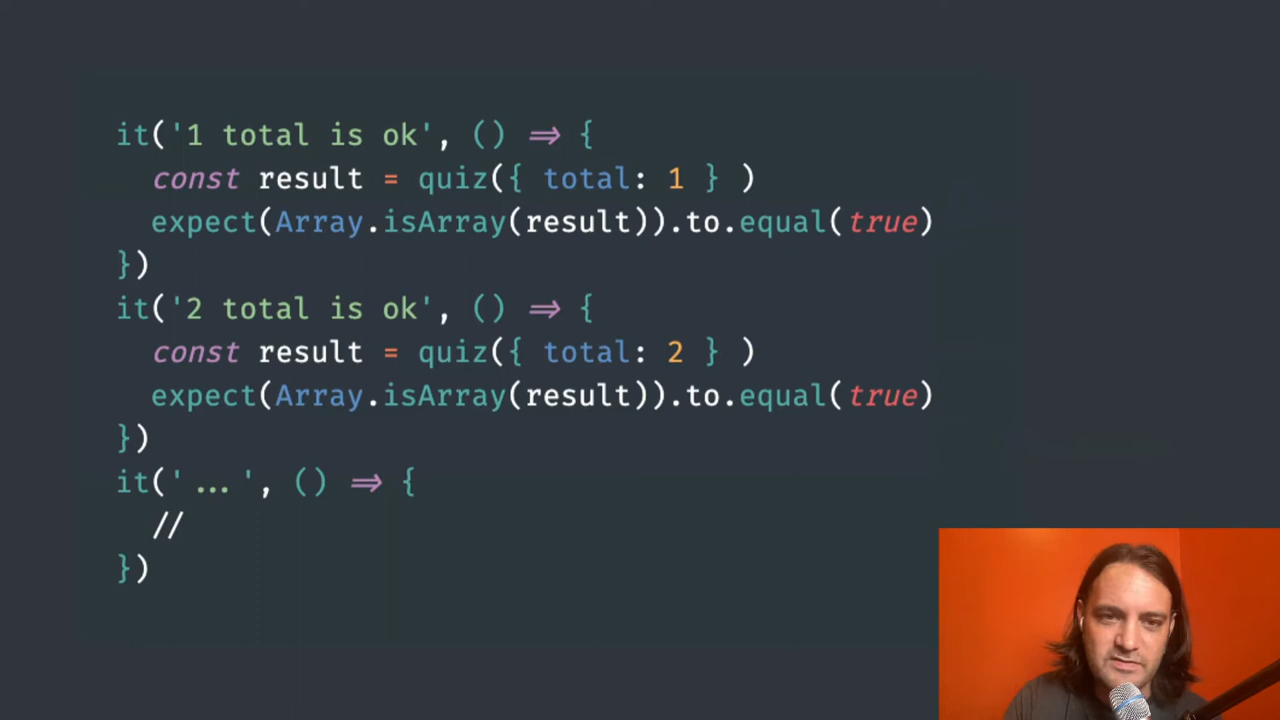 it('1 total is ok', () => {
const result = quiz({ total: 1 } )
expect(Array.isArray(result)).to.equal(true)
})
it('2 total is ok', () => {
const result = quiz({ total: 2 } )
expect(Array.isArray(result)).to.equal(true)
})
it('...', () => {
//
})